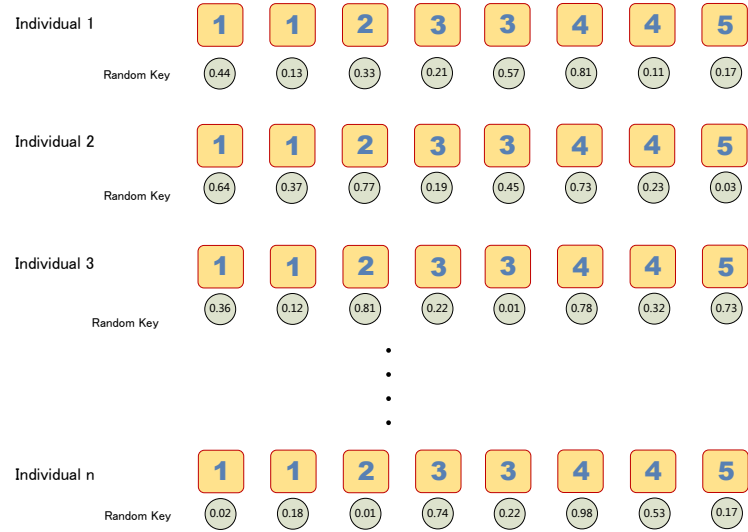 Individual 1 1 1 2 3 3 4 4 5
Random Key 0.44 0.13 0.33 0.21 0.57 0.81 0.11 0.17
Individual 2 1 1 2 3 3 4 4 5
Random Key 0.64 0.37 0.77 0.19 0.45 0.73 0.23 0.03
Individual 3 1 1 2 3 3 4 4 5
Random Key 0.36 0.12 0.81 0.22 0.01 0.78 0.32 0.73
Individual n 1 1 2 3 3 4 4 5
Random Key 0.02 0.18 0.01 0.74 0.22 0.98 0.53 0.17